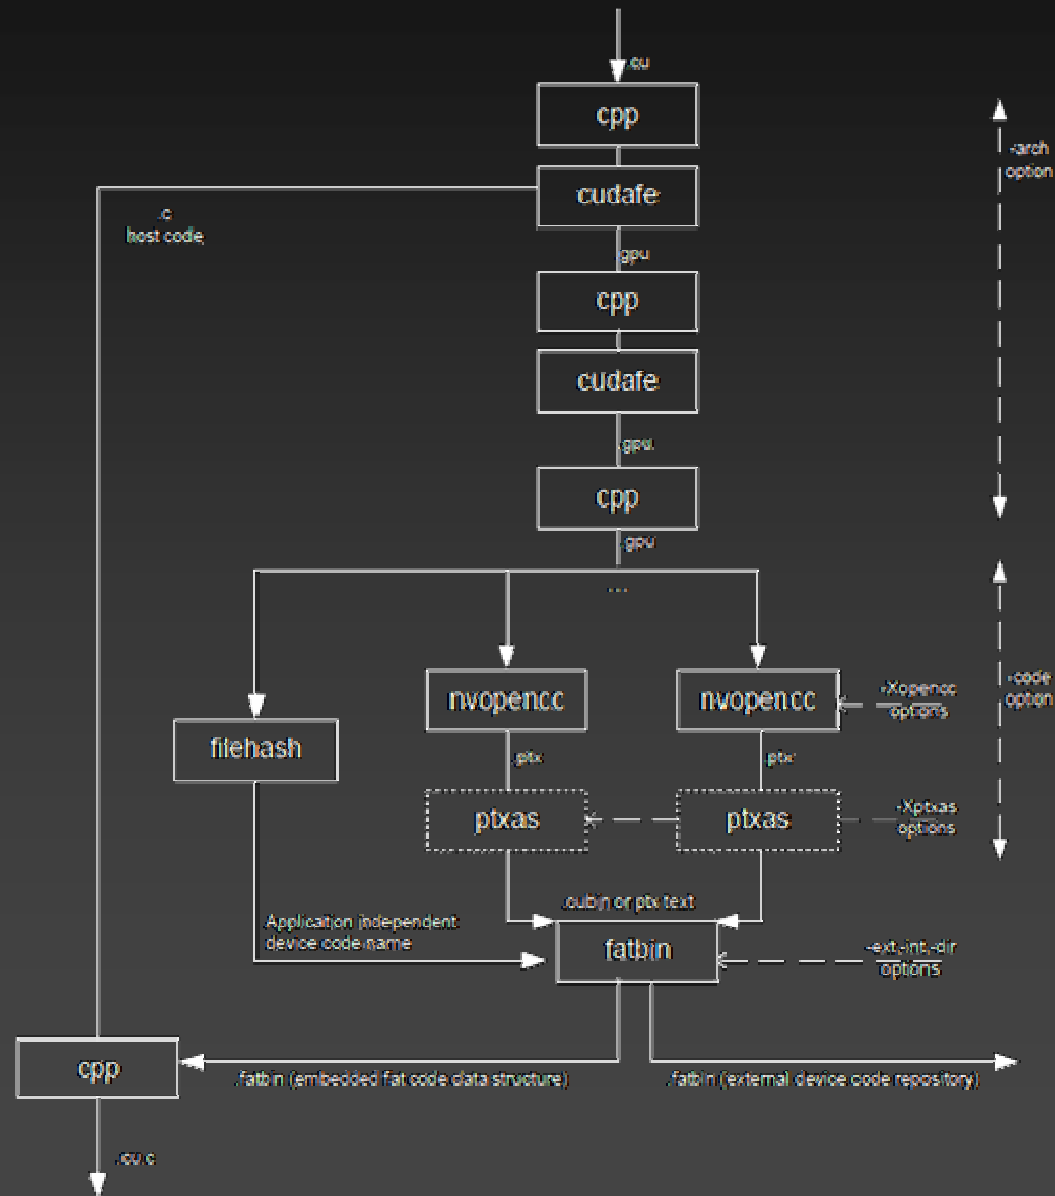 .cu
cpp
-arch
option
cudafe
.c
host code
.gpu
cpp
cudafe
.gpu
cpp
.gpu
...
nvopencc
nvopencc
-Xopencc
options
-code
option
filehash
.ptx
.ptx
ptxas
ptxas
-Xptxas
options
.cubin or ptx text
Application independent
device code name
fatbin
-ext,-int,-dir
options
cpp
.fatbin (embedded fat code data structure)
.fatbin (external device code repository)
.cu.c